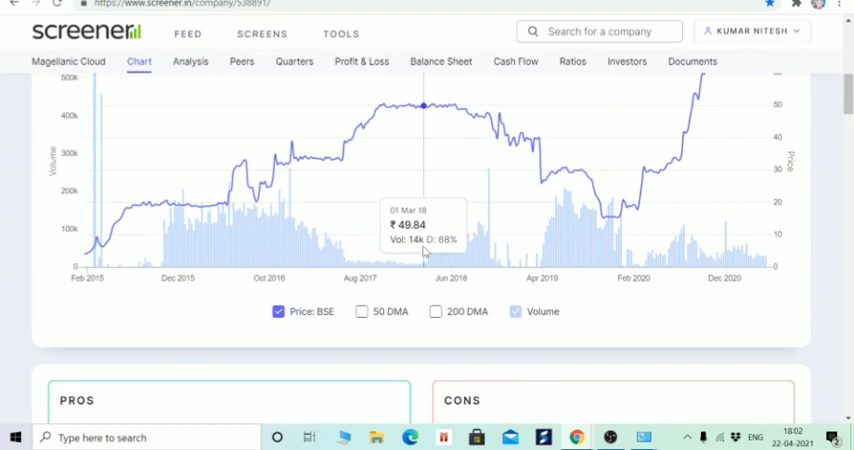 https://www.screener.in/company/538891/
screener
FEED SCREENS TOOLS
Search for a company
KUMAR NITESH
Magellanic Cloud Chart Analysis Peers Quarters Profit & Loss Balance Sheet Cash Flow Ratios Investors Documents
500k
400k
300k
200k
100k
0
Volume
50
40
30
20
10
0
Price
01 Mar 18
₹ 49.84
Vol: 14k D: 68%
Feb 2015 Dec 2015 Oct 2016 Aug 2017 Jun 2018 Apr 2019 Feb 2020 Dec 2020
Price: BSE 50 DMA 200 DMA Volume
PROS
CONS
Type here to search
ENG
18:02
22-04-2021
2